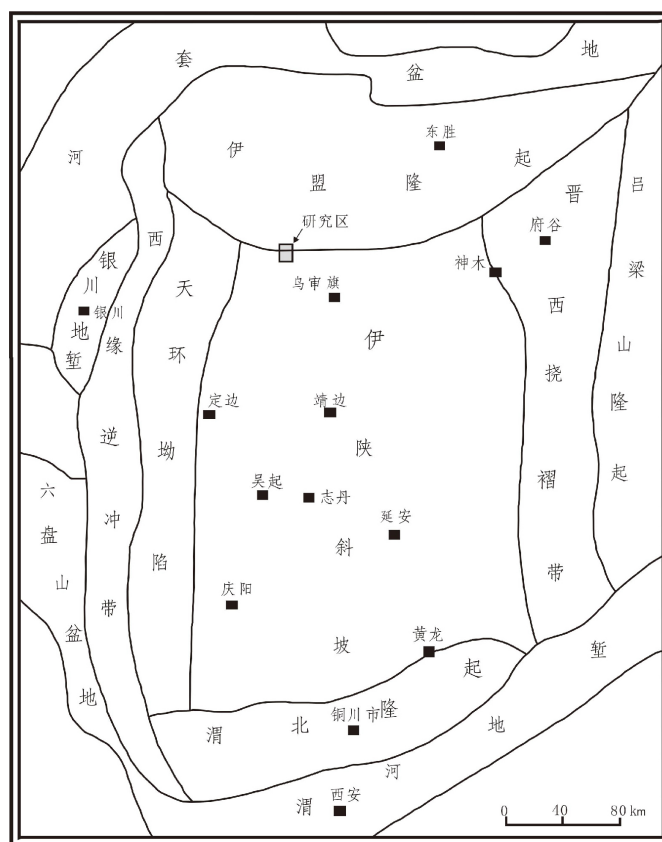 河套盆地
伊盟隆起
东胜
研究区
晋西挠褶带
府谷
神木
吕梁山隆起
银川地堑
银川
西缘逆冲带
天环坳陷
乌审旗
伊陕斜坡
定边
靖边
吴起
志丹
延安
庆阳
黄龙
六盘山盆地
渭北隆起
铜川市
渭河地堑
西安
0 40 80 km